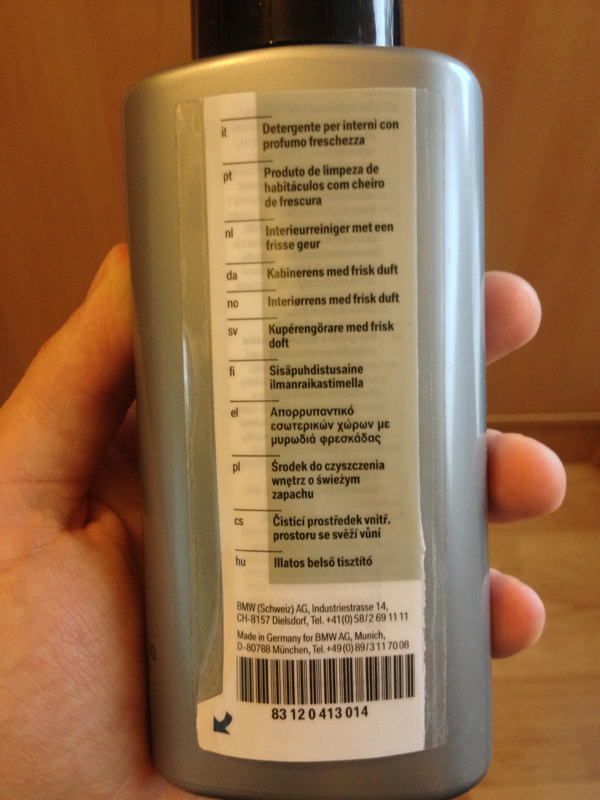 it Detergente per interni con
profumo freschezza
pt Produto de limpeza de
habitáculos com cheiro
de frescura
nl Interieurreiniger met een
frisse geur
da Kabinerens med frisk duft
no Interiørrens med frisk duft
sv Kupérengörare med frisk
doft
fi Sisäpuhdistusaine
ilmanraikastimella
el Απορρυπαντικό
εσωτερικών χώρων με
μυρωδιά φρεσκάδας
pl Środek do czyszczenia
wnętrz o świeżym
zapachu
cs Čisticí prostředek vnitř.
prostoru se svěží vůní
hu Illatos belső tisztító
BMW (Schweiz) AG, Industriestrasse 14,
CH-8157 Dielsdorf, Tel. +41(0)58/2 69 11 11
Made in Germany for BMW AG, Munich,
D-80788 München, Tel. +49(0)89/3 11 70 08
83 12 0 413 014